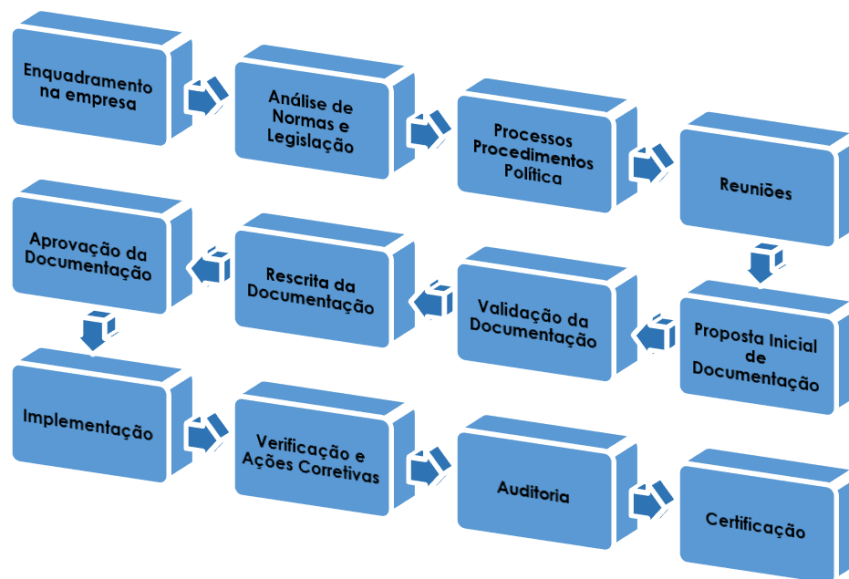 Enquadramento
na empresa
Análise de
Normas e
Legislação
Processos
Procedimentos
Política
Reuniões
Proposta Inicial
de
Documentação
Validação da
Documentação
Rescrita da
Documentação
Aprovação da
Documentação
Implementação
Verificação e
Ações Corretivas
Auditoria
Certificação